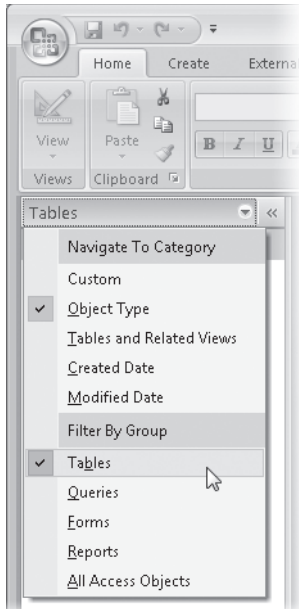 Home Create Externa
View Paste B I U
Views Clipboard
Tables
Navigate To Category
Custom
Object Type
Tables and Related Views
Created Date
Modified Date
Filter By Group
Tables
Queries
Forms
Reports
All Access Objects